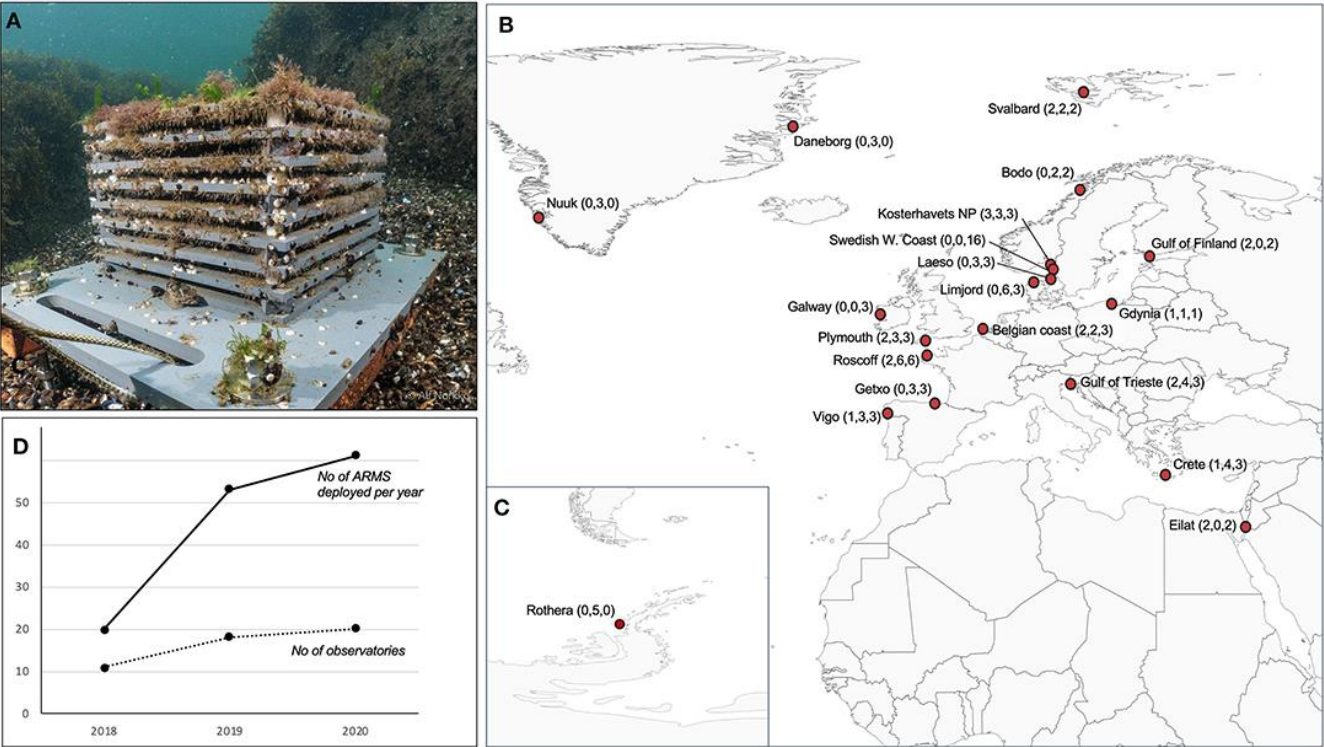 A
© Alf Norkko
B
Svalbard (2,2,2)
Daneborg (0,3,0)
Bodo (0,2,2)
Nuuk (0,3,0)
Kosterhavets NP (3,3,3)
Swedish W. Coast (0,0,16)
Gulf of Finland (2,0,2)
Laeso (0,3,3)
Limjord (0,6,3)
Galway (0,0,3)
Gdynia (1,1,1)
Belgian coast (2,2,3)
Plymouth (2,3,3)
Roscoff (2,6,6)
Gulf of Trieste (2,4,3)
Getxo (0,3,3)
Vigo (1,3,3)
Crete (1,4,3)
Eilat (2,0,2)
C
Rothera (0,5,0)
D
No of ARMS
deployed per year
50
40
30
20
No of observatories
10
0
2018 2019 2020